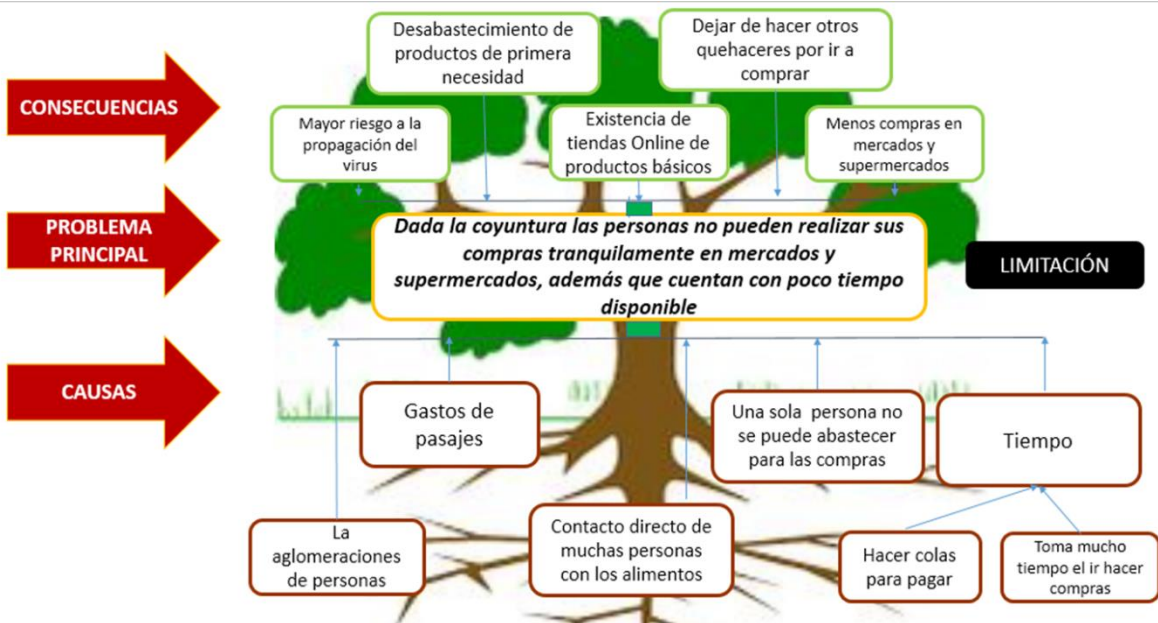 Desabastecimiento de
productos de primera
necesidad
Dejar de hacer otros
quehaceres por ir a
comprar
CONSECUENCIAS
Mayor riesgo a la
propagación del
virus
Existencia de
tiendas Online de
productos básicos
Menos compras en
mercados y
supermercados
PROBLEMA
PRINCIPAL
Dada la coyuntura las personas no pueden realizar sus
compras tranquilamente en mercados y
supermercados, además que cuentan con poco tiempo
disponible
LIMITACIÓN
CAUSAS
Gastos de
pasajes
Una sola persona no
se puede abastecer
para las compras
Tiempo
La
aglomeraciones
de personas
Contacto directo de
muchas personas
con los alimentos
Hacer colas
para pagar
Toma mucho
tiempo el ir hacer
compras